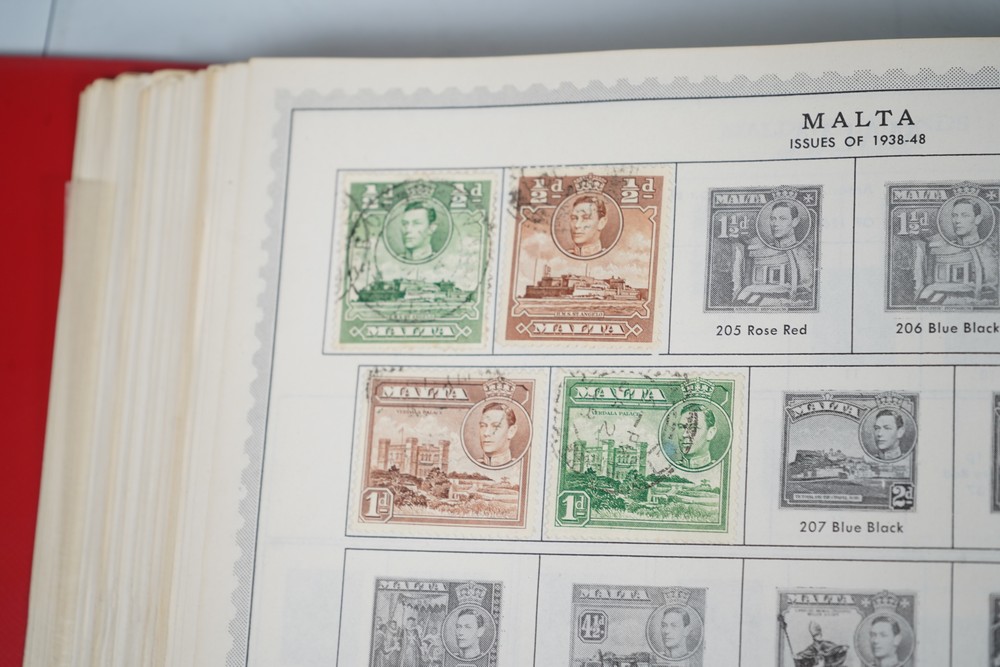 MALTA
ISSUES OF 1938-48
½d ½d
MALTA
½d ½d
H.M.S. ST. ANGELO
MALTA
MALTA
1½d
205 Rose Red
MALTA
1½d
206 Blue Black
MALTA
VERDALA PALACE
1d
MALTA
VERDALA PALACE
1d
MALTA
2d
207 Blue Black
MALTA
MALTA
4½d
MALTA